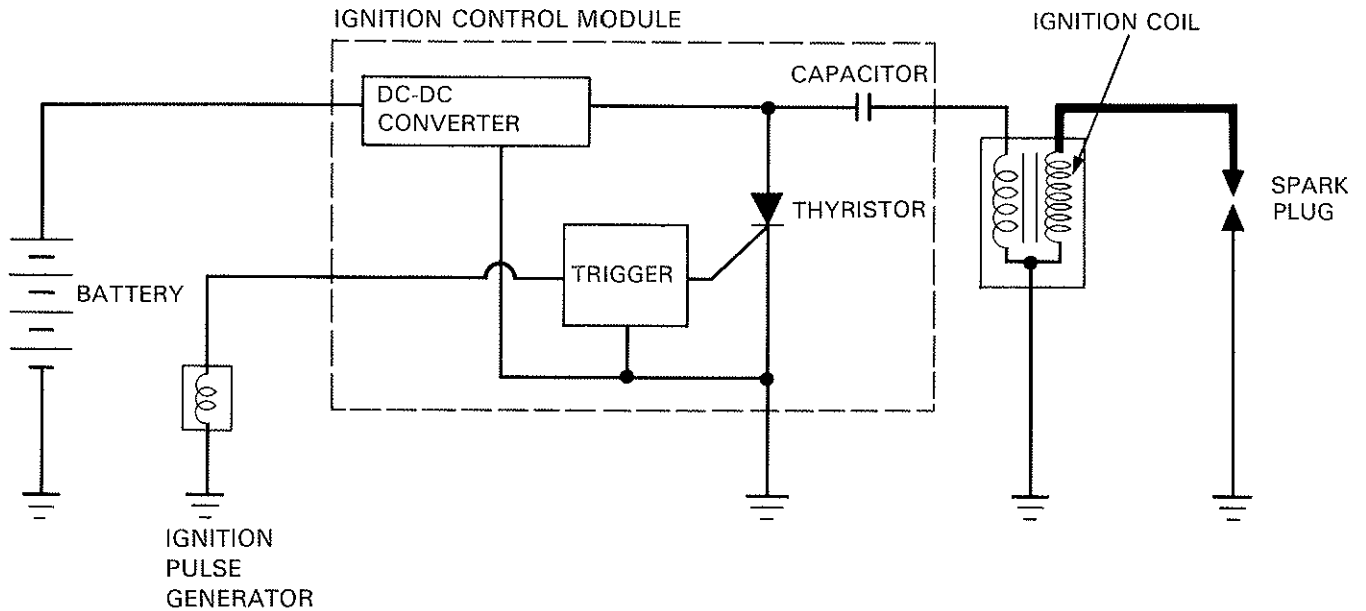 IGNITION CONTROL MODULE
IGNITION COIL
CAPACITOR
DC-DC
CONVERTER
THYRISTOR
SPARK
PLUG
TRIGGER
BATTERY
IGNITION
PULSE
GENERATOR